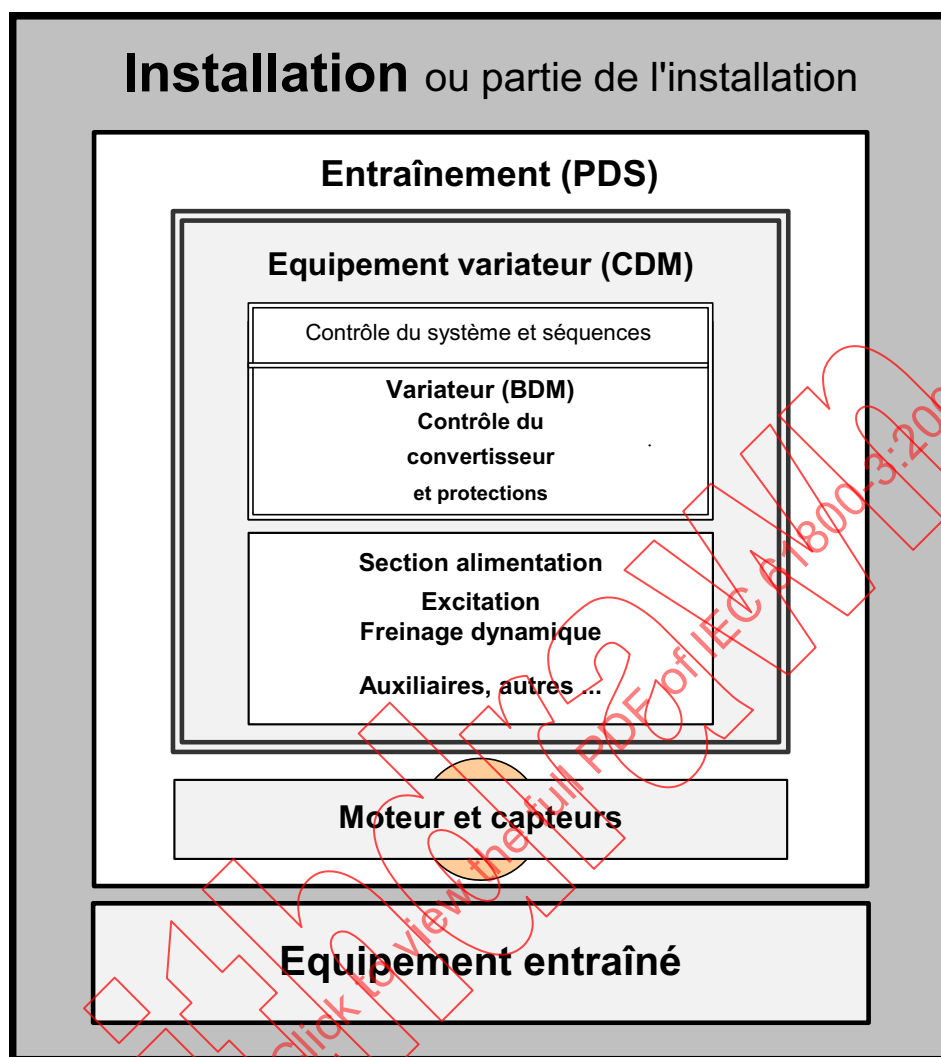 Installation ou partie de l'installation
Entraînement (PDS)
Equipement variateur (CDM)
Contrôle du système et séquences
Variateur (BDM)
Contrôle du
convertisseur
et protections
Section alimentation
Excitation
Freinage dynamique
Auxiliaires, autres ...
Moteur et capteurs
Equipement entraîné
Click to view the full PDF of IEC 61800-3:200